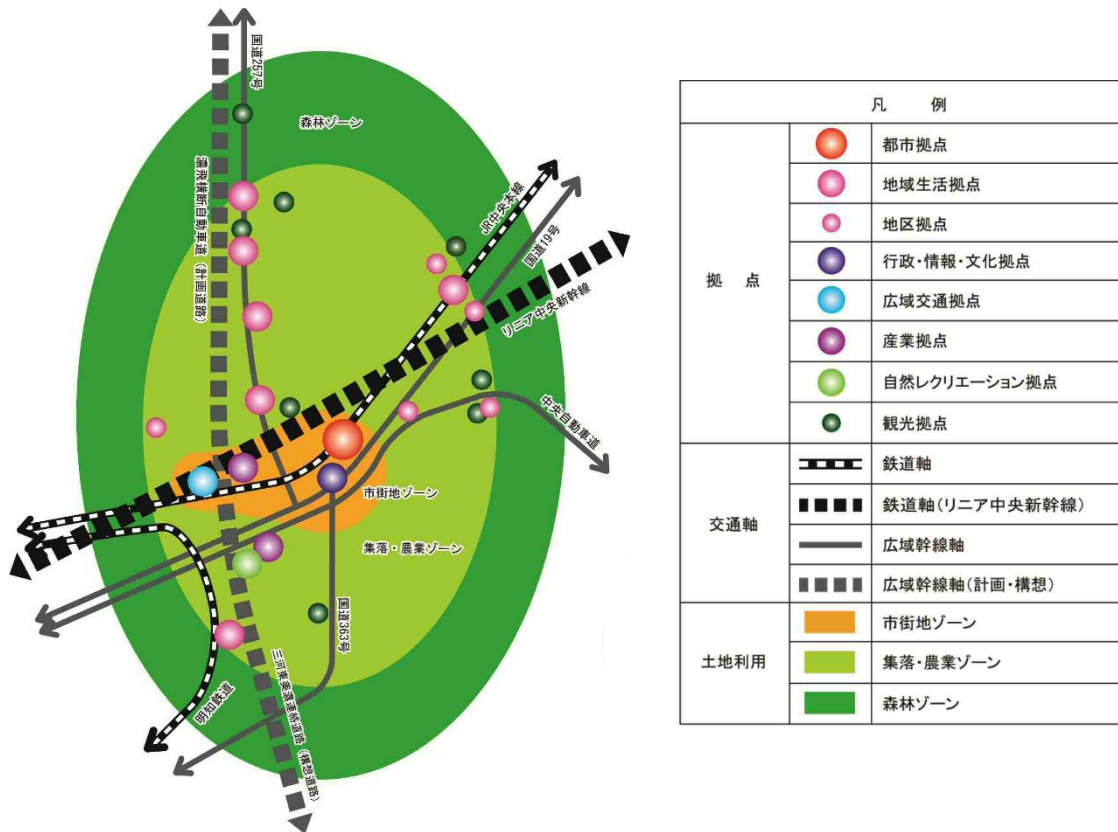 国道257号
森林ゾーン
濃飛横断自動車道（計画道路）
JR中央本線
国道19号
リニア中央新幹線
中央自動車道
市街地ゾーン
集落・農業ゾーン
国道363号
三河東美濃連絡道路（構想道路）
明知鉄道
凡　例
拠　点
都市拠点
地域生活拠点
地区拠点
行政・情報・文化拠点
広域交通拠点
産業拠点
自然レクリエーション拠点
観光拠点
交通軸
鉄道軸
鉄道軸（リニア中央新幹線）
広域幹線軸
広域幹線軸（計画・構想）
土地利用
市街地ゾーン
集落・農業ゾーン
森林ゾーン